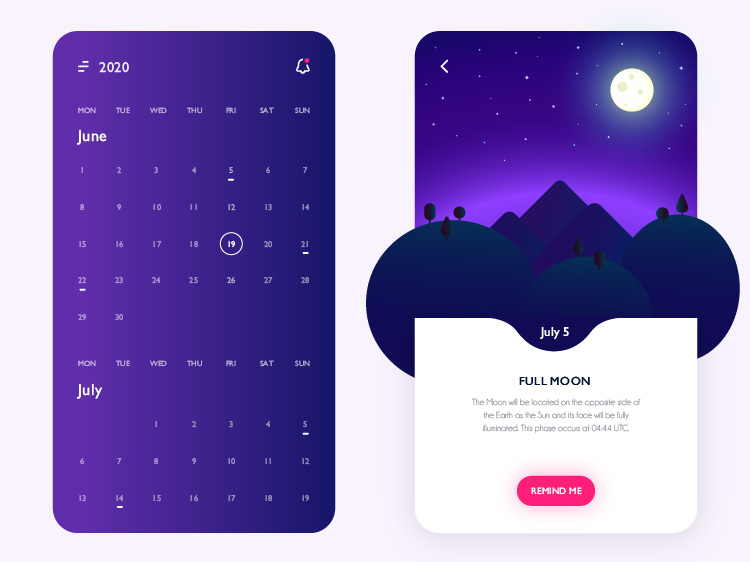 2020
MON TUE WED THU FRI SAT SUN
June
1 2 3 4 5 6 7
8 9 10 11 12 13 14
15 16 17 18 19 20 21
22 23 24 25 26 27 28
29 30
MON TUE WED THU FRI SAT SUN
July
1 2 3 4 5
6 7 8 9 10 11 12
13 14 15 16 17 18 19
July 5
FULL MOON
The Moon will be located on the opposite side of
the Earth as the Sun and its face will be fully
illuminated. This phase occurs at 04:44 UTC.
REMIND ME